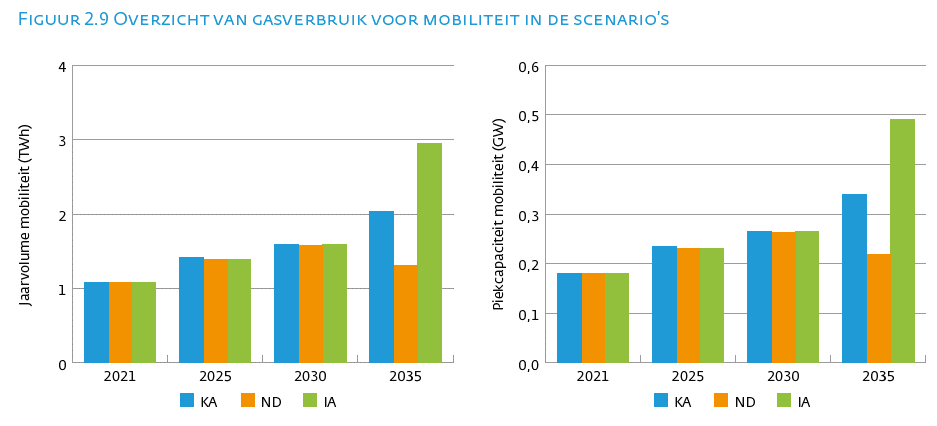 Figuur 2.9 Overzicht van gasverbruik voor mobiliteit in de scenario's
Jaarvolume mobiliteit (TWh)
4
3
2
1
0
2021 2025 2030 2035
KA ND IA
Piekcapaciteit mobiliteit (GW)
0,6
0,5
0,4
0,3
0,2
0,1
0,0
2021 2025 2030 2035
KA ND IA